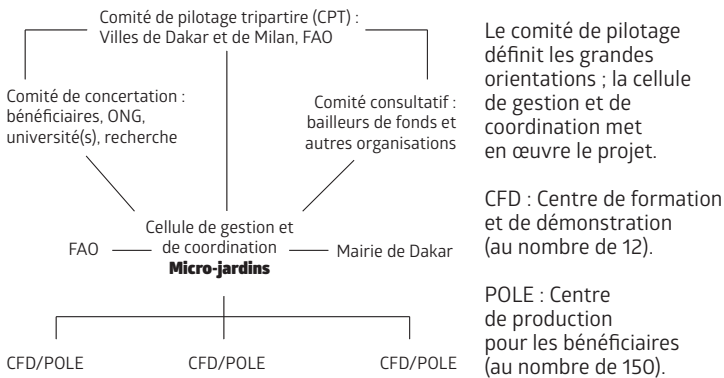 Comité de pilotage tripartire (CPT) :
Villes de Dakar et de Milan, FAO
Comité de concertation :
bénéficiaires, ONG,
université(s), recherche
Comité consultatif :
bailleurs de fonds et
autres organisations
FAO
Cellule de gestion et
de coordination
Micro-jardins
Mairie de Dakar
CFD/POLE
CFD/POLE
CFD/POLE
Le comité de pilotage
définit les grandes
orientations ; la cellule
de gestion et de
coordination met
en œuvre le projet.
CFD : Centre de formation
et de démonstration
(au nombre de 12).
POLE : Centre
de production
pour les bénéficiaires
(au nombre de 150).